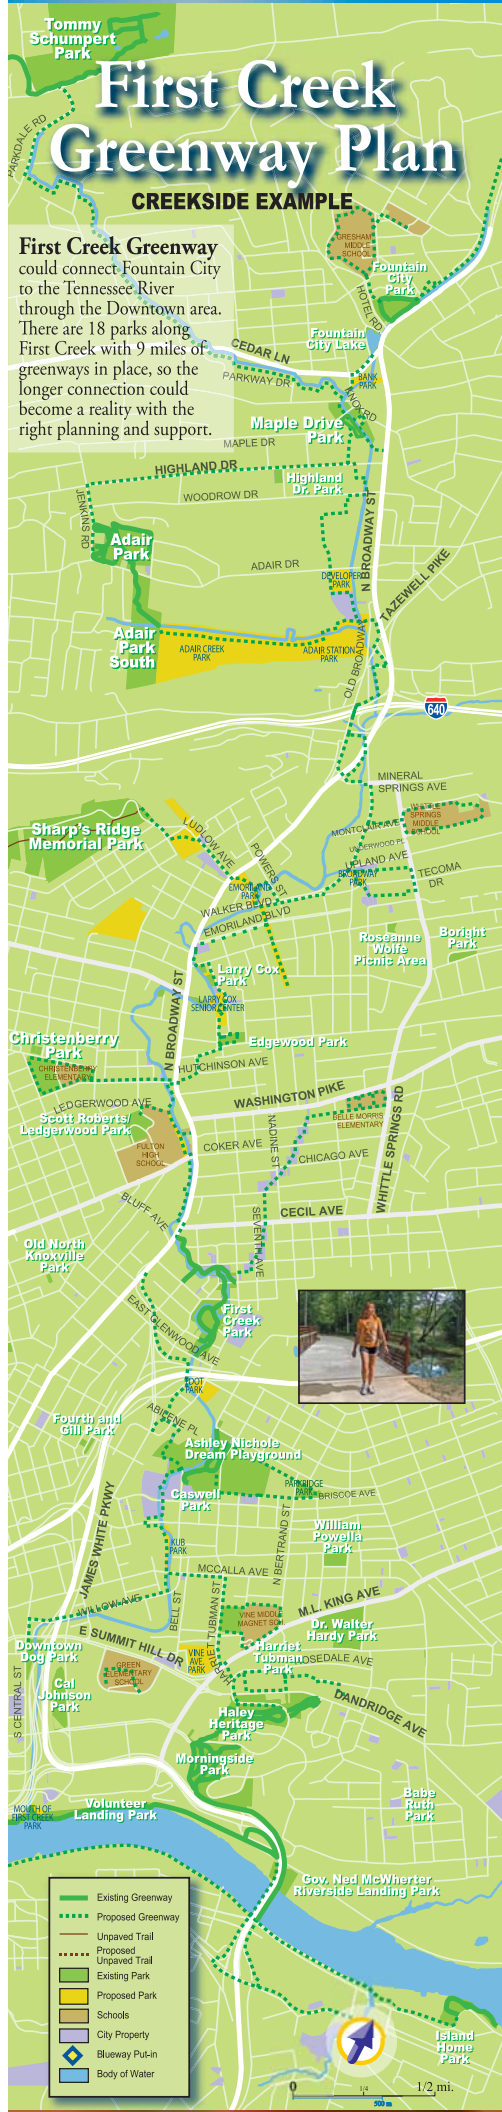 Tommy
Schumpert
Park
First Creek
Greenway Plan
PARKDALE RD
CREEKSIDE EXAMPLE
First Creek Greenway
could connect Fountain City
to the Tennessee River
through the Downtown area.
There are 18 parks along
First Creek with 9 miles of
greenways in place, so the
longer connection could
become a reality with the
right planning and support.
GRESHAM
MIDDLE
SCHOOL
Fountain
City
Park
HOTEL RD
Fountain
City Lake
CEDAR LN
PARKWAY DR
BANK
PARK
KNOX RD
Maple Drive
Park
MAPLE DR
HIGHLAND DR
Highland
Dr. Park
WOODROW DR
JENKINS RD
N BROADWAY ST
Adair
Park
ADAIR DR
DEVELOPER
PARK
TAZEWELL PIKE
Adair
Park
South
ADAIR CREEK
PARK
ADAIR STATION
PARK
OLD BROADWAY
640
MINERAL
SPRINGS AVE
WHITTLE
SPRINGS
MIDDLE
SCHOOL
Sharp's Ridge
Memorial Park
LUDLOW AVE
MONTCLAIR AVE
UNDERWOOD PL
POWERS ST
UPLAND AVE
BROADWAY
PARK
TECOMA
DR
EMORILAND
PARK
WALKER BLVD
EMORILAND BLVD
Roseanne
Wolfe
Picnic Area
Boright
Park
Larry Cox
Park
N BROADWAY ST
LARRY COX
SENIOR CENTER
Christenberry
Park
Edgewood Park
CHRISTENBERRY
ELEMENTARY
HUTCHINSON AVE
WASHINGTON PIKE
LEDGERWOOD AVE
Scott Roberts/
Ledgerwood Park
BELLE MORRIS
ELEMENTARY
NADINE ST
FULTON
HIGH
SCHOOL
COKER AVE
CHICAGO AVE
WHITTLE SPRINGS RD
BLUFF AVE
SEVENTH AVE
CECIL AVE
Old North
Knoxville
Park
EAST GLENWOOD AVE
First
Creek
Park
DOT
PARK
Fourth and
Gill Park
ABILENE PL
Ashley Nichole
Dream Playground
Caswell
Park
PARKRIDGE
PARK
BRISCOE AVE
JAMES WHITE PKWY
N BERTRAND ST
William
Powella
Park
KUB
PARK
MCCALLA AVE
WILLOW AVE
BELL ST
HARRIET TUBMAN ST
M.L. KING AVE
VINE MIDDLE
MAGNET SCH.
Dr. Walter
Hardy Park
E SUMMIT HILL DR
Downtown
Dog Park
VINE
AVE.
PARK
Harriet
Tubman
Park
ROSEDALE AVE
GREEN
ELEMENTARY
SCHOOL
S CENTRAL ST
Cal
Johnson
Park
DANDRIDGE AVE
Haley
Heritage
Park
Morningside
Park
Babe
Ruth
Park
MOUTH OF
FIRST CREEK
PARK
Volunteer
Landing Park
Gov. Ned McWherter
Riverside Landing Park
Existing Greenway
Proposed Greenway
Unpaved Trail
Proposed
Unpaved Trail
Existing Park
Proposed Park
Schools
City Property
Blueway Put-in
Body of Water
Island
Home
Park
0 1/4 1/2 mi.
500 m